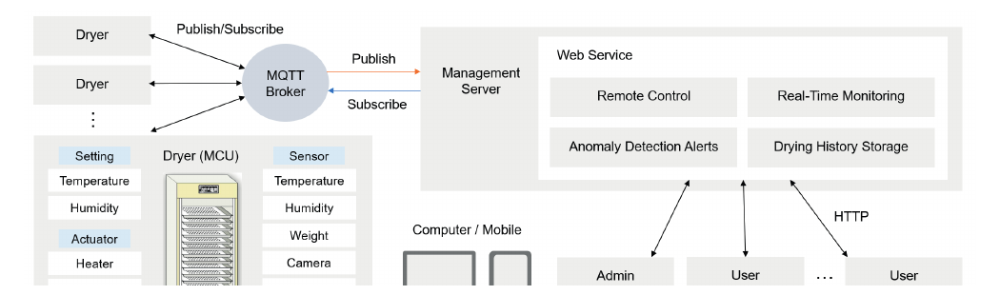 Dryer
Publish/Subscribe
Dryer
⋮
MQTT
Broker
Publish
Subscribe
Management
Server
Web Service
Remote Control
Real-Time Monitoring
Anomaly Detection Alerts
Drying History Storage
Setting
Temperature
Humidity
Actuator
Heater
Dryer (MCU)
Sensor
Temperature
Humidity
Weight
Camera
Computer / Mobile
HTTP
Admin
User
...
User